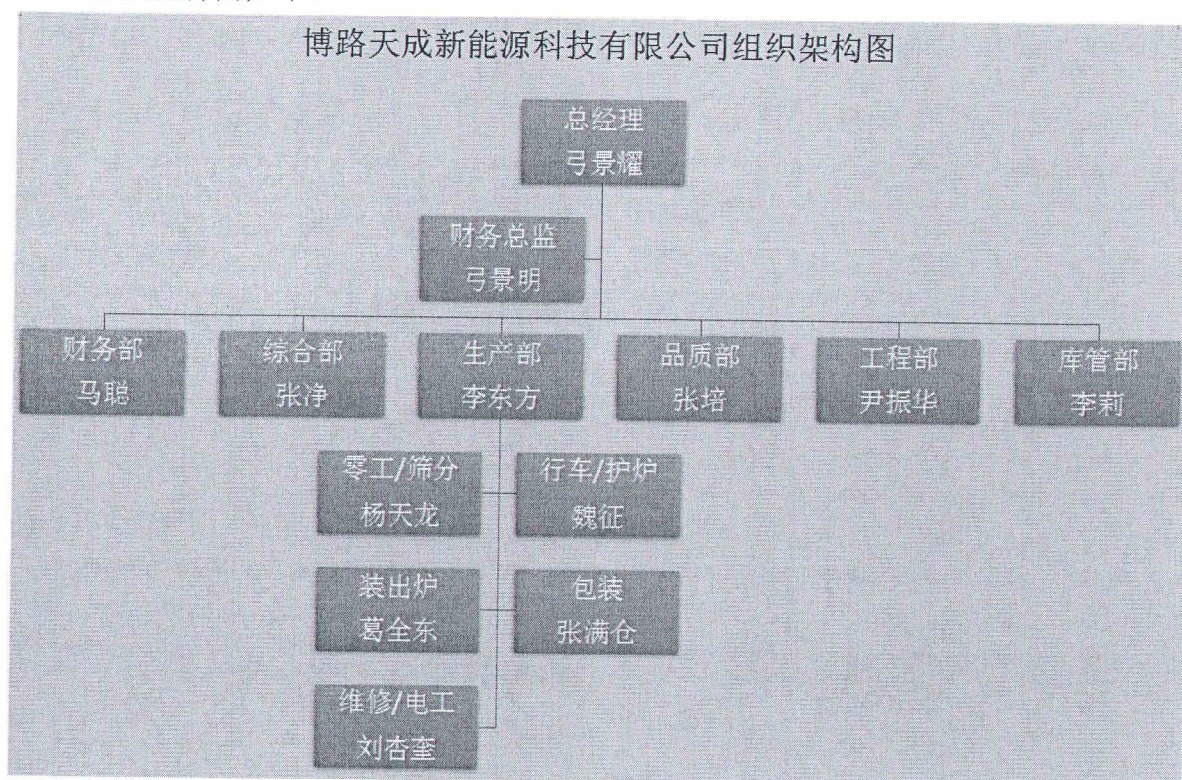 博路天成新能源科技有限公司组织架构图
总经理
弓景耀
财务总监
弓景明
财务部
马聪
综合部
张净
生产部
李东方
品质部
张培
工程部
尹振华
库管部
李莉
零工/筛分
杨天龙
行车/护炉
魏征
装出炉
葛全东
包装
张满仓
维修/电工
刘杏奎